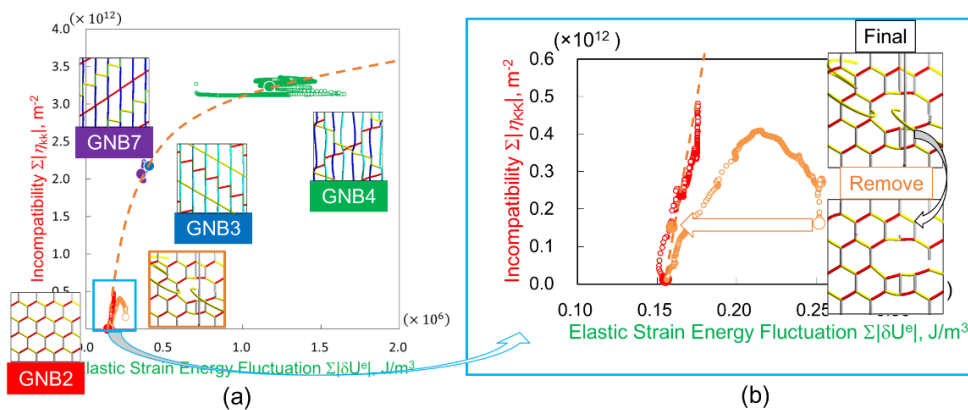 (× 10¹²)
4.0
3.5
3.0
2.5
2.0
1.5
0.5
Incompatibility Σ|ηKK|, m⁻²
GNB7
GNB3
GNB4
GNB2
(× 10⁶)
.0
0.5
1.0
1.5
2.0
Elastic Strain Energy Fluctuation Σ|δUᵉ|, J/m³
(a)
(×10¹²)
0.6
0.5
0.4
0.3
0.2
0.1
0.0
Incompatibility Σ|ηKK|, m⁻²
0.10
0.15
0.20
0.25
Elastic Strain Energy Fluctuation Σ|δUᵉ|, J/m³
Final
Remove
)
(b)